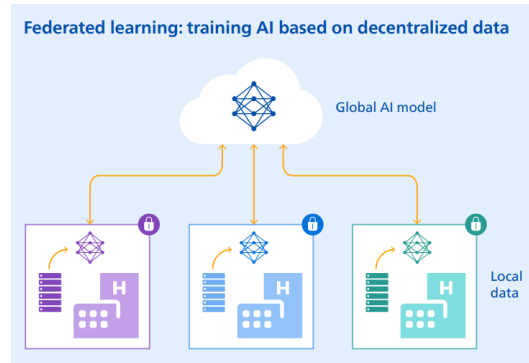 Federated learning: training AI based on decentralized data
Global AI model
H
H
H
Local
data